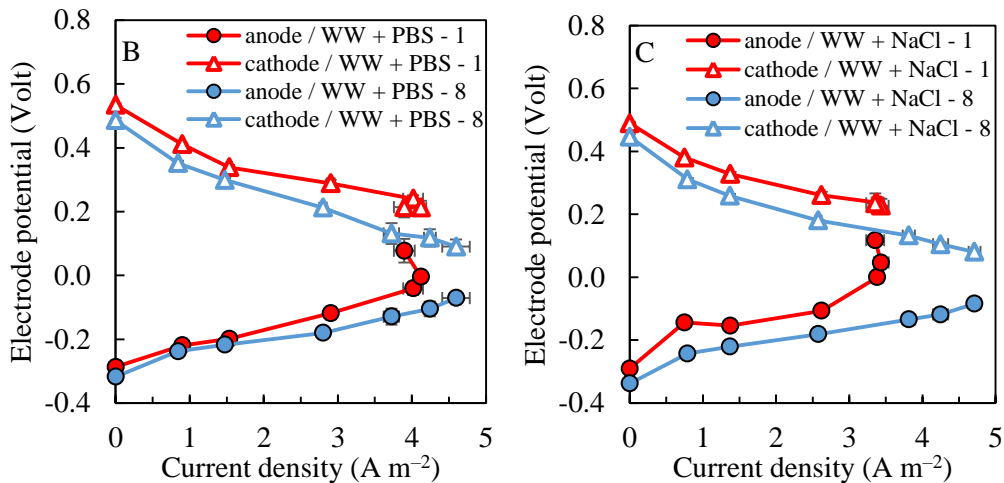 B
anode / WW + PBS - 1
cathode / WW + PBS - 1
anode / WW + PBS - 8
cathode / WW + PBS - 8
Electrode potential (Volt)
0.8
0.6
0.4
0.2
0.0
-0.2
-0.4
0 1 2 3 4 5
Current density (A m⁻²)
C
anode / WW + NaCl - 1
cathode / WW + NaCl - 1
anode / WW + NaCl - 8
cathode / WW + NaCl - 8
Electrode potential (Volt)
0.8
0.6
0.4
0.2
0.0
-0.2
-0.4
0 1 2 3 4 5
Current density (A m⁻²)